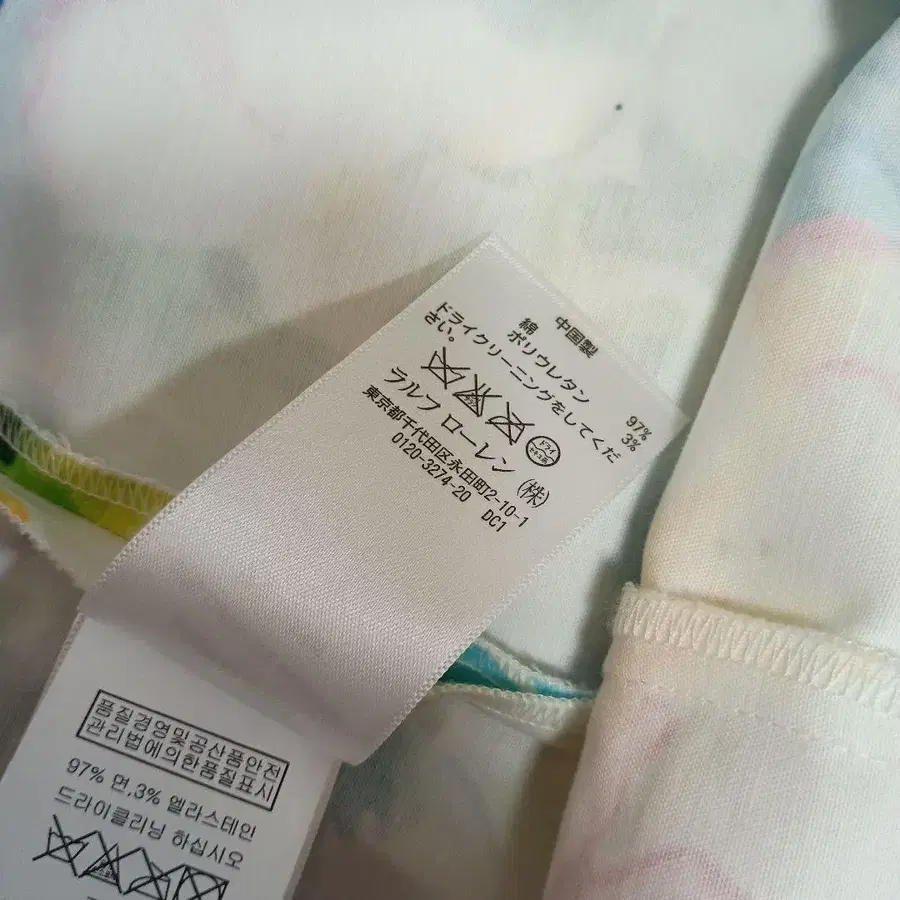 中国製
綿 97%
ポリウレタン 3%
ドライクリーニングをしてくだ
さい。
ドライ
ラルフ ローレン (株)
東京都千代田区永田町2-10-1
0120-3274-20 DC1
품질경영및공산품안전
관리법에의한품질표시
97% 면,3% 엘라스테인
드라이클리닝 하십시오